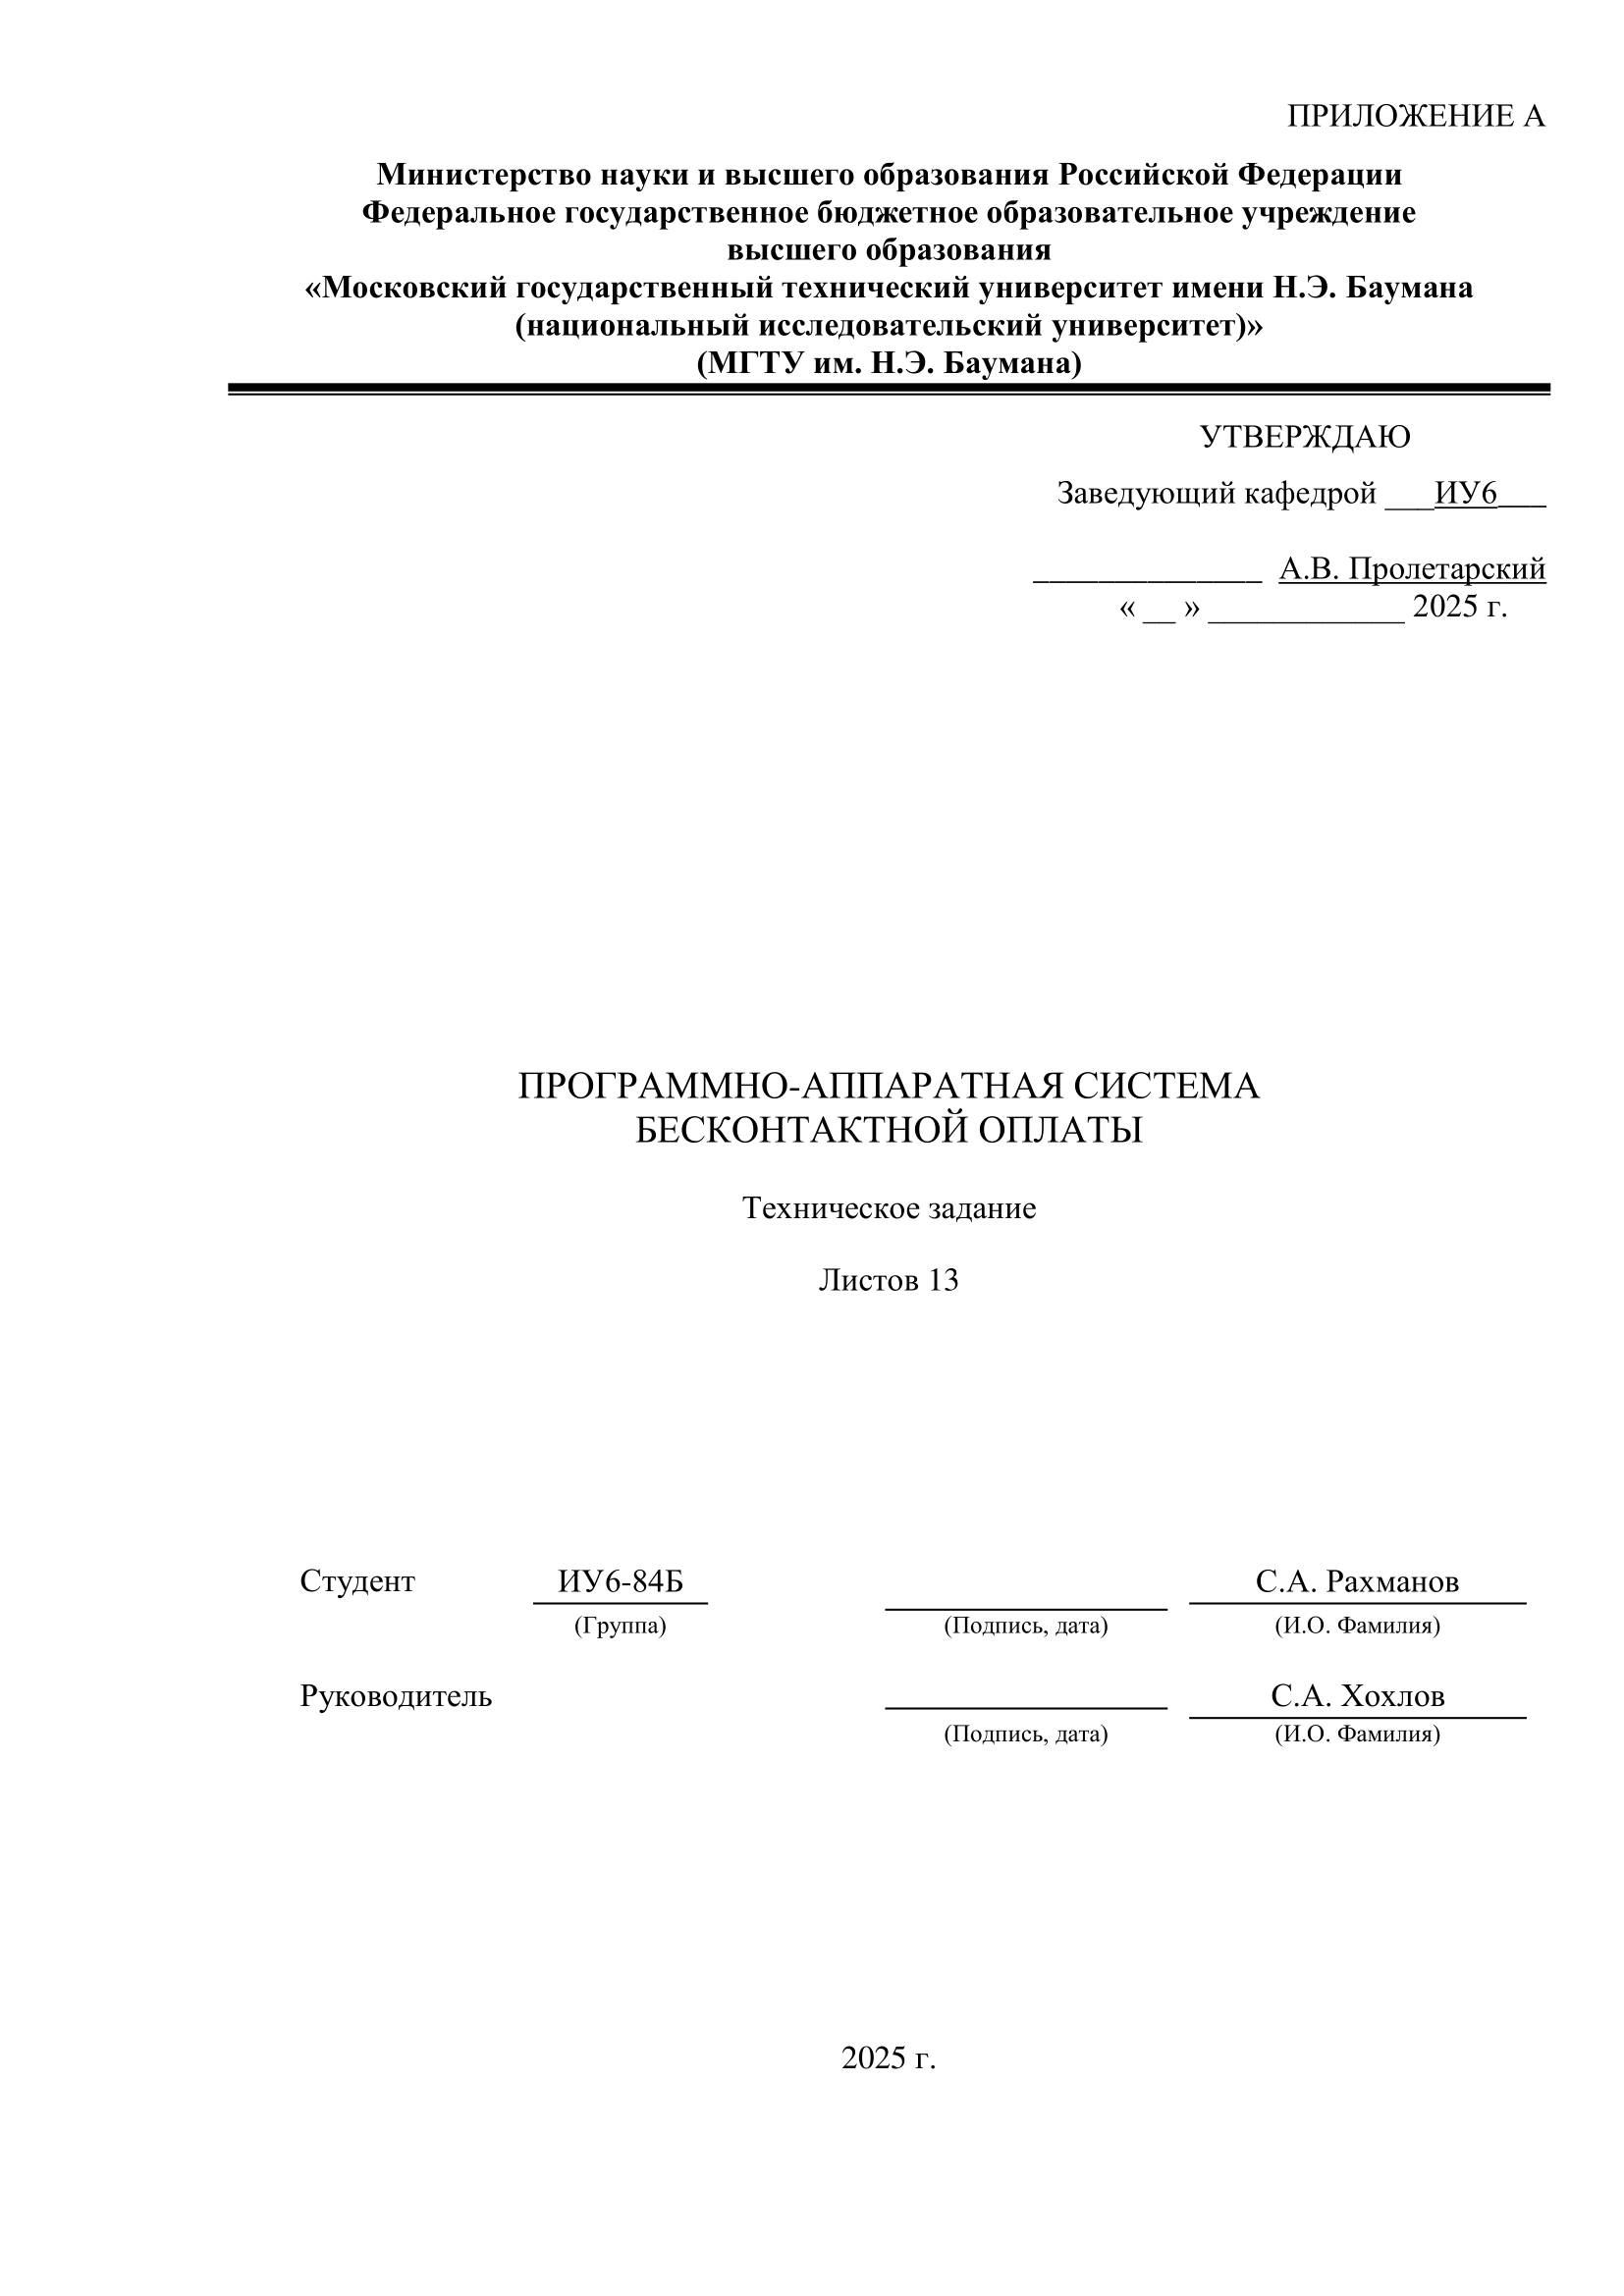 ПРИЛОЖЕНИЕ А
Министерство науки и высшего образования Российской Федерации
Федеральное государственное бюджетное образовательное учреждение
высшего образования
«Московский государственный технический университет имени Н.Э. Баумана
(национальный исследовательский университет)»
(МГТУ им. Н.Э. Баумана)
УТВЕРЖДАЮ
Заведующий кафедрой ___ИУ6___
______________ А.В. Пролетарский
« __ » ____________ 2025 г.
ПРОГРАММНО-АППАРАТНАЯ СИСТЕМА
БЕСКОНТАКТНОЙ ОПЛАТЫ
Техническое задание
Листов 13
Студент ИУ6-84Б С.А. Рахманов
(Группа) (Подпись, дата) (И.О. Фамилия)
Руководитель С.А. Хохлов
(Подпись, дата) (И.О. Фамилия)
2025 г.